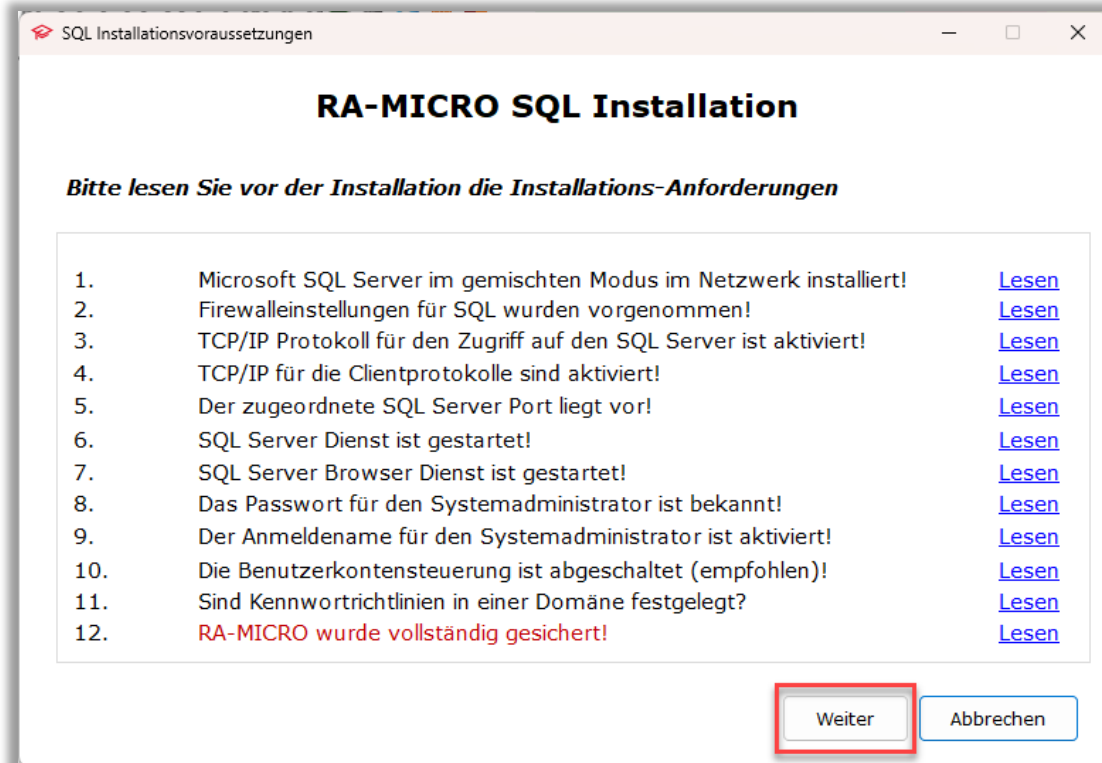 SQL Installationsvoraussetzungen
RA-MICRO SQL Installation
Bitte lesen Sie vor der Installation die Installations-Anforderungen
1. Microsoft SQL Server im gemischten Modus im Netzwerk installiert! Lesen
2. Firewalleinstellungen für SQL wurden vorgenommen! Lesen
3. TCP/IP Protokoll für den Zugriff auf den SQL Server ist aktiviert! Lesen
4. TCP/IP für die Clientprotokolle sind aktiviert! Lesen
5. Der zugeordnete SQL Server Port liegt vor! Lesen
6. SQL Server Dienst ist gestartet! Lesen
7. SQL Server Browser Dienst ist gestartet! Lesen
8. Das Passwort für den Systemadministrator ist bekannt! Lesen
9. Der Anmeldename für den Systemadministrator ist aktiviert! Lesen
10. Die Benutzerkontensteuerung ist abgeschaltet (empfohlen)! Lesen
11. Sind Kennwortrichtlinien in einer Domäne festgelegt? Lesen
12. RA-MICRO wurde vollständig gesichert! Lesen
Weiter Abbrechen